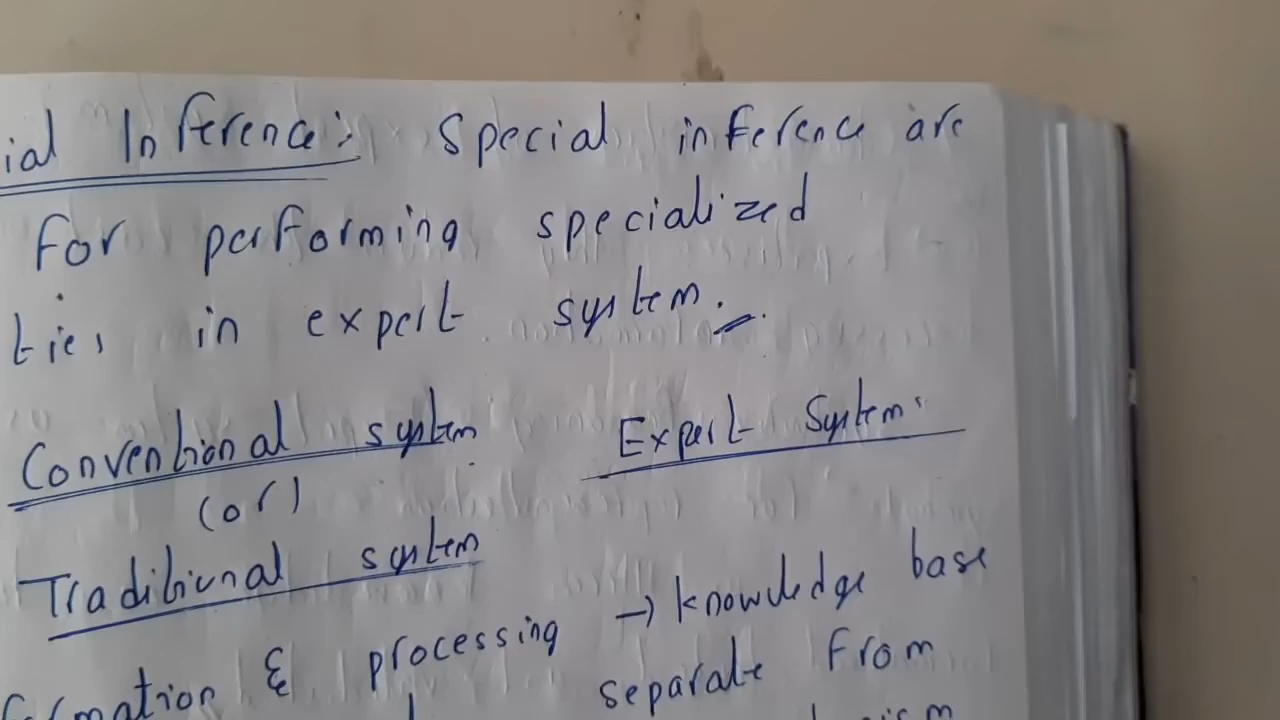 ial Inference:- Special inference are
For performing specialized
ties in expert system.
Conventional system
(or)
Traditional system
formation & processing
Expert System:
→ knowledge base
separate From